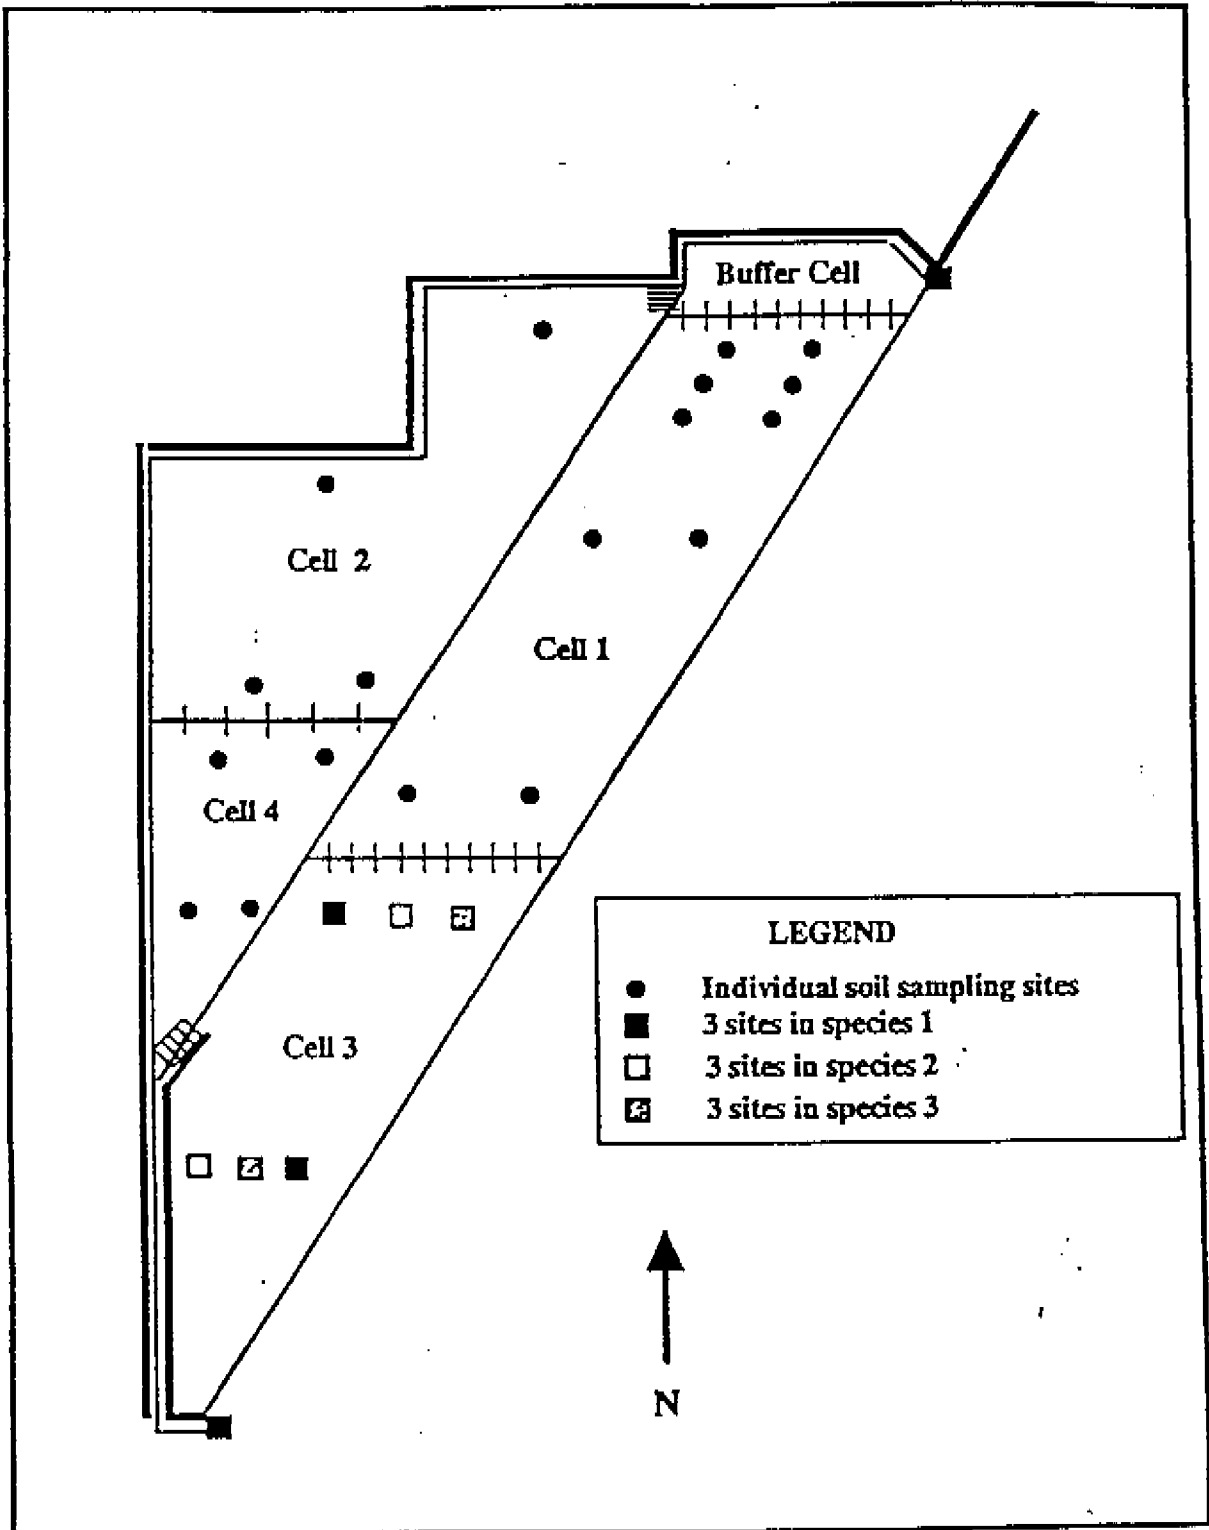 Buffer Cell
Cell 2
Cell 1
Cell 4
Cell 3
LEGEND
Individual soil sampling sites
3 sites in species 1
3 sites in species 2
3 sites in species 3
N